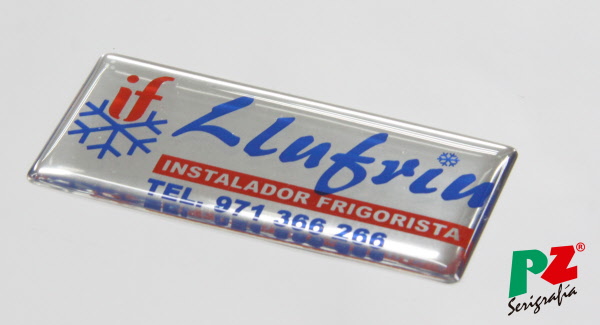 if
Llufriu
INSTALADOR FRIGORISTA
TEL. 971 366 266
PZ®
Serigrafía